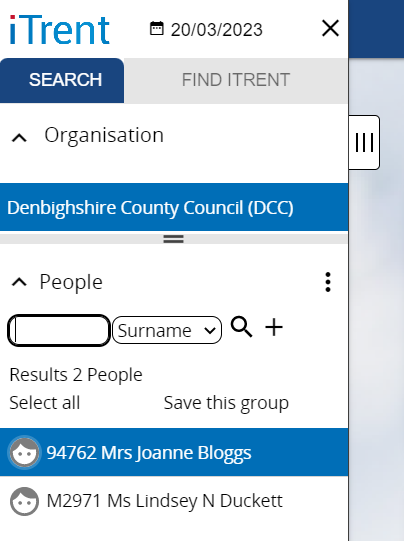 iTrent
20/03/2023
SEARCH FIND ITRENT
Organisation
Denbighshire County Council (DCC)
People
Surname
Results 2 People
Select all Save this group
94762 Mrs Joanne Bloggs
M2971 Ms Lindsey N Duckett